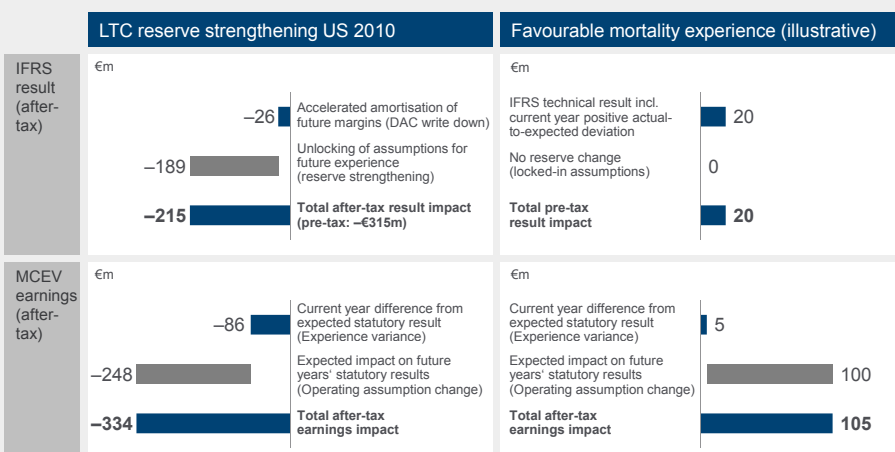 LTC reserve strengthening US 2010
Favourable mortality experience (illustrative)
IFRS
result
(after-
tax)
€m
–26
Accelerated amortisation of
future margins (DAC write down)
–189
Unlocking of assumptions for
future experience
(reserve strengthening)
–215
Total after-tax result impact
(pre-tax: –€315m)
€m
IFRS technical result incl.
current year positive actual-
to-expected deviation
20
No reserve change
(locked-in assumptions)
0
Total pre-tax
result impact
20
MCEV
earnings
(after-
tax)
€m
–86
Current year difference from
expected statutory result
(Experience variance)
–248
Expected impact on future
years‘ statutory results
(Operating assumption change)
–334
Total after-tax
earnings impact
€m
Current year difference from
expected statutory result
(Experience variance)
5
Expected impact on future
years‘ statutory results
(Operating assumption change)
100
Total after-tax
earnings impact
105